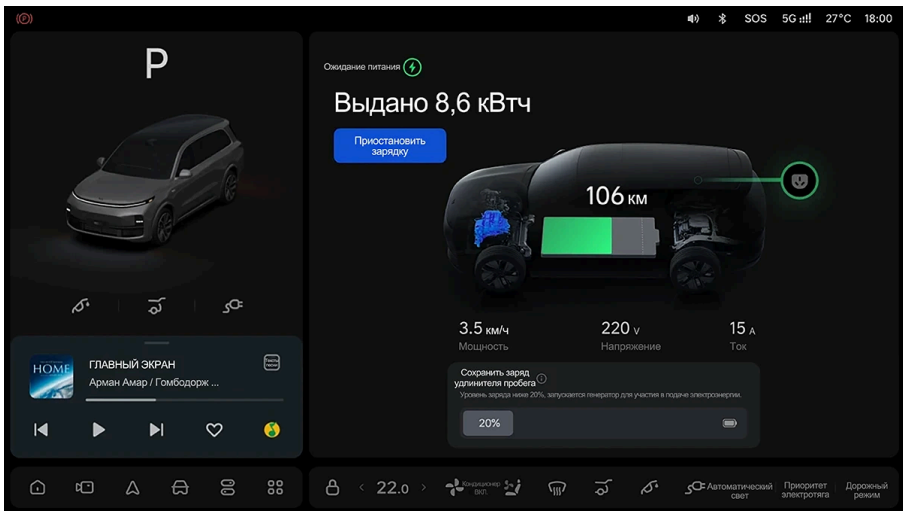 (P)
SOS
5G
27°C
18:00
P
Ожидание питания
Выдано 8,6 кВтч
Приостановить
зарядку
106 км
3.5 км/ч
220 V
15 A
Мощность
Напряжение
Ток
Сохранить заряд
удлинителя пробега
Уровень заряда ниже 20%, запускается генератор для участия в подаче электроэнергии.
20%
HOME
ГЛАВНЫЙ ЭКРАН
Арман Амар / Гомбодорж ...
< 22.0 >
Кондиционер
ВКЛ.
Автоматический
свет
Приоритет
электротяга
Дорожный
режим